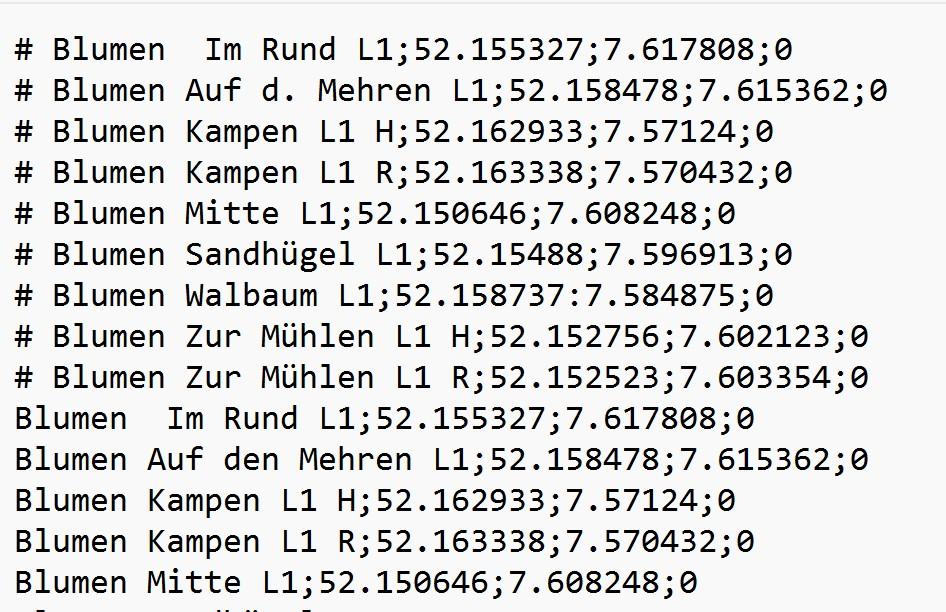 # Blumen  Im Rund L1;52.155327;7.617808;0
# Blumen Auf d. Mehren L1;52.158478;7.615362;0
# Blumen Kampen L1 H;52.162933;7.57124;0
# Blumen Kampen L1 R;52.163338;7.570432;0
# Blumen Mitte L1;52.150646;7.608248;0
# Blumen Sandhügel L1;52.15488;7.596913;0
# Blumen Walbaum L1;52.158737:7.584875;0
# Blumen Zur Mühlen L1 H;52.152756;7.602123;0
# Blumen Zur Mühlen L1 R;52.152523;7.603354;0
Blumen  Im Rund L1;52.155327;7.617808;0
Blumen Auf den Mehren L1;52.158478;7.615362;0
Blumen Kampen L1 H;52.162933;7.57124;0
Blumen Kampen L1 R;52.163338;7.570432;0
Blumen Mitte L1;52.150646;7.608248;0